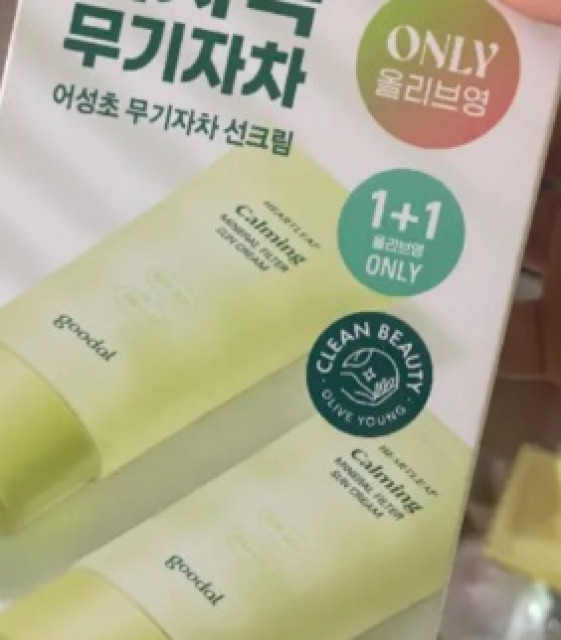 무기자차
어성초 무기자차 선크림
ONLY
올리브영
1+1
올리브영
ONLY
CLEAN BEAUTY
OLIVE YOUNG
HEARTLEAF
Calming
MINERAL FILTER
SUN CREAM
goodal
HEARTLEAF
Calming
MINERAL FILTER
SUN CREAM
goodal